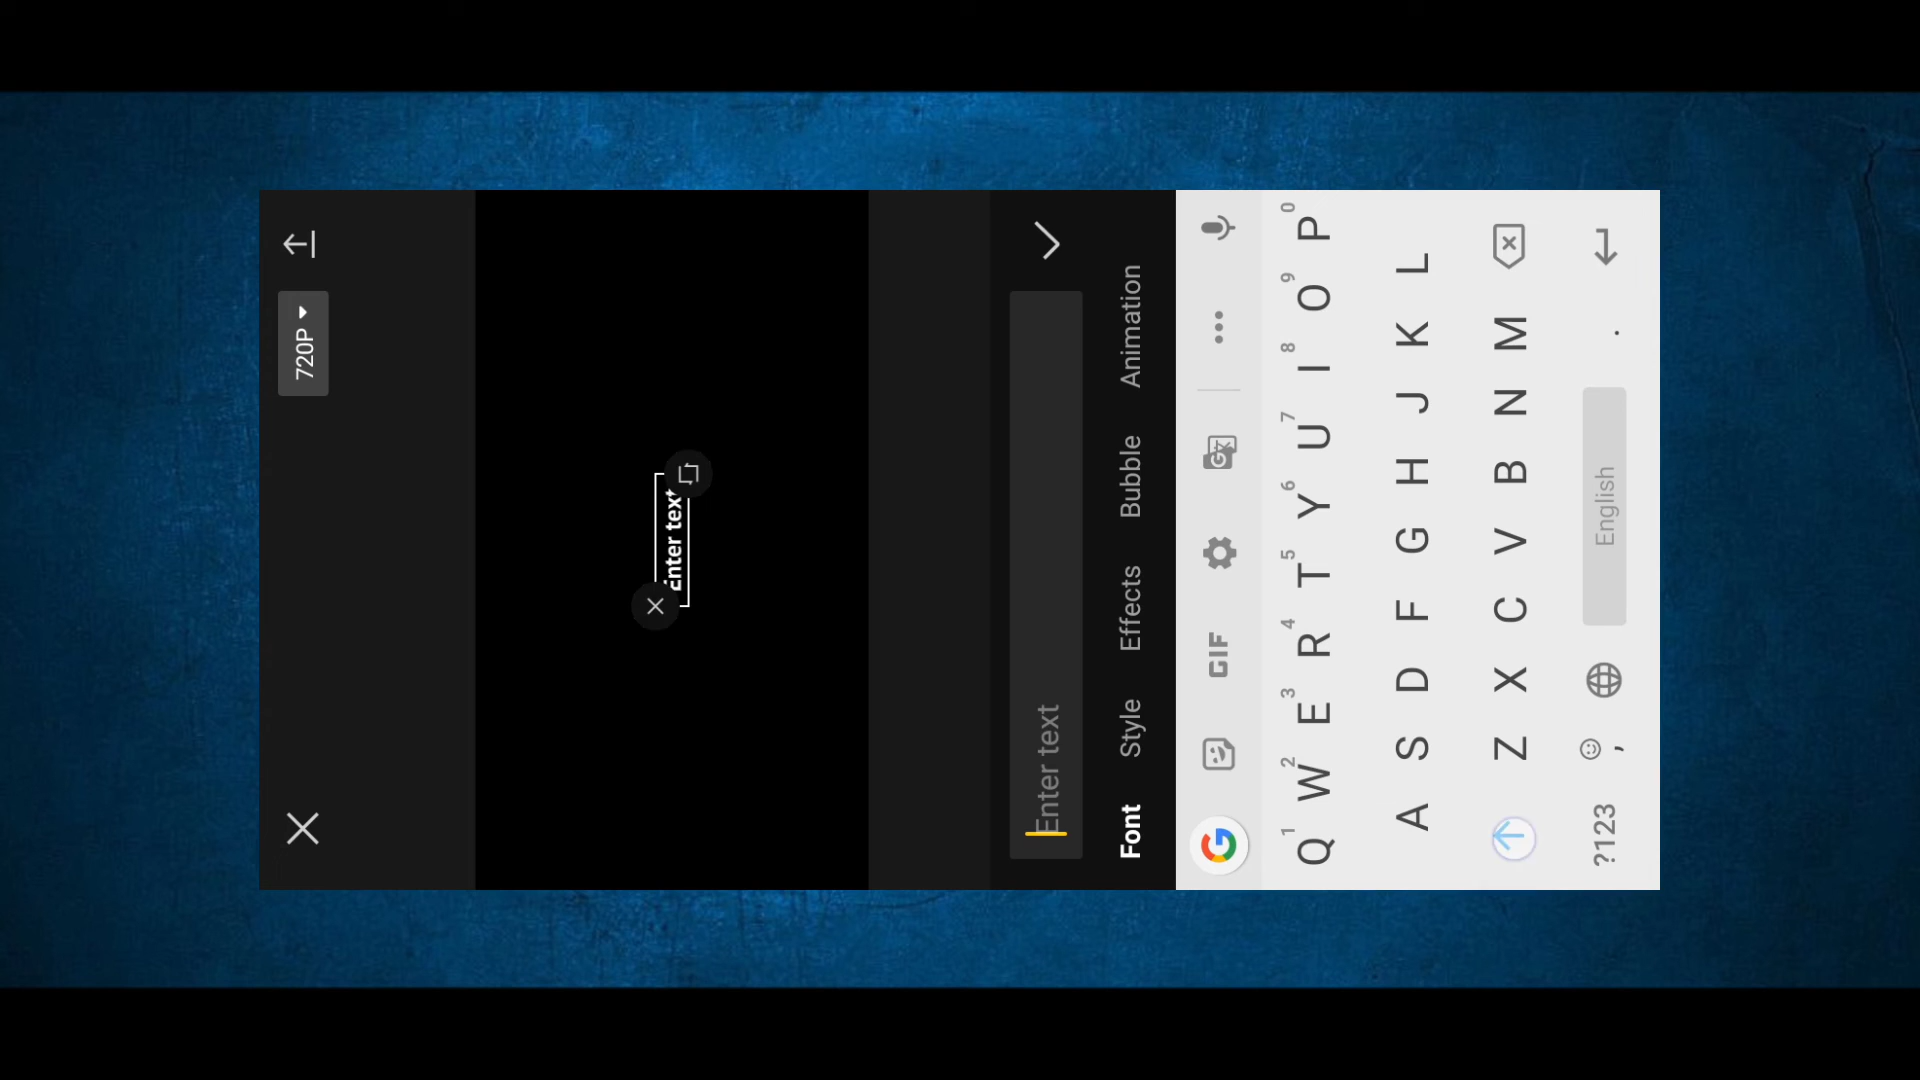 720P
Enter text
Enter text
Font Style Effects Bubble Animation
GIF
1 2 3 4 5 6 7 8 9 0
Q W E R T Y U I O P
A S D F G H J K L
Z X C V B N M
?123 , English .